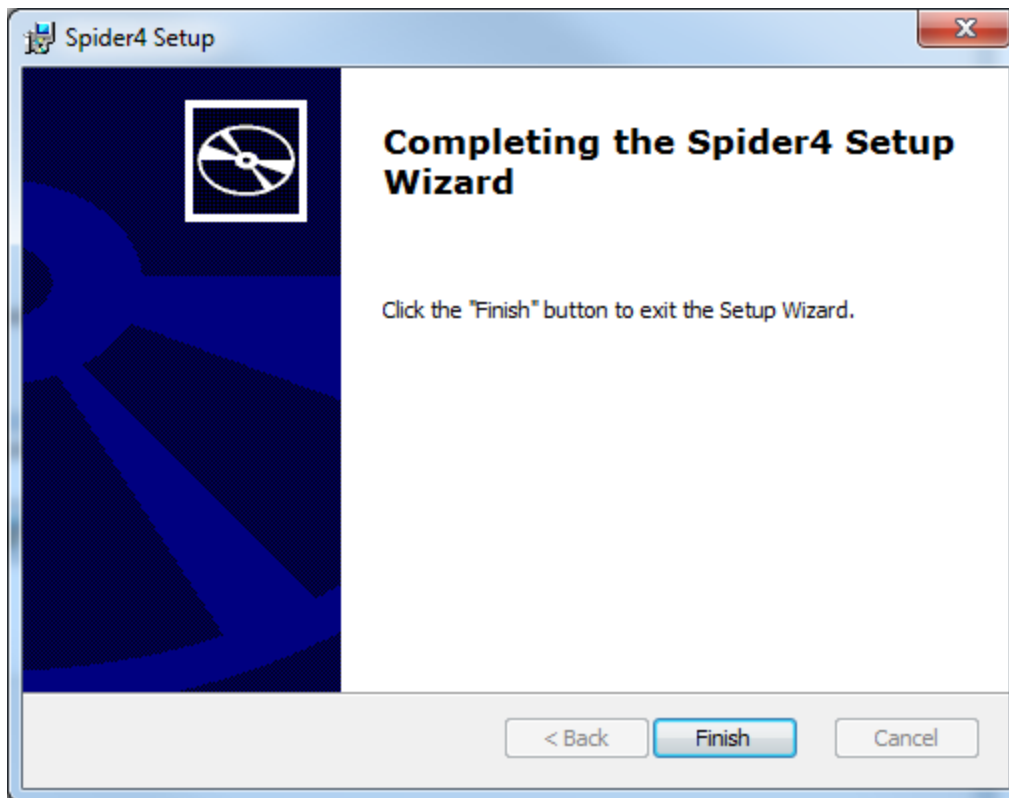 Spider4 Setup
Completing the Spider4 Setup
Wizard
Click the "Finish" button to exit the Setup Wizard.
< Back
Finish
Cancel